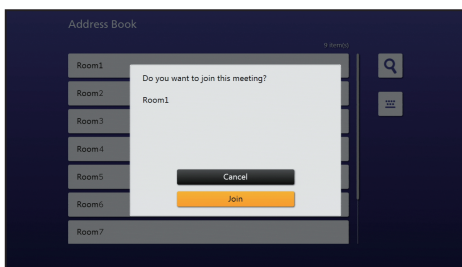 Address Book
9 item(s)
Room1
Do you want to join this meeting?
Room1
Room2
Room3
Room4
Room5
Cancel
Room6
Join
Room7